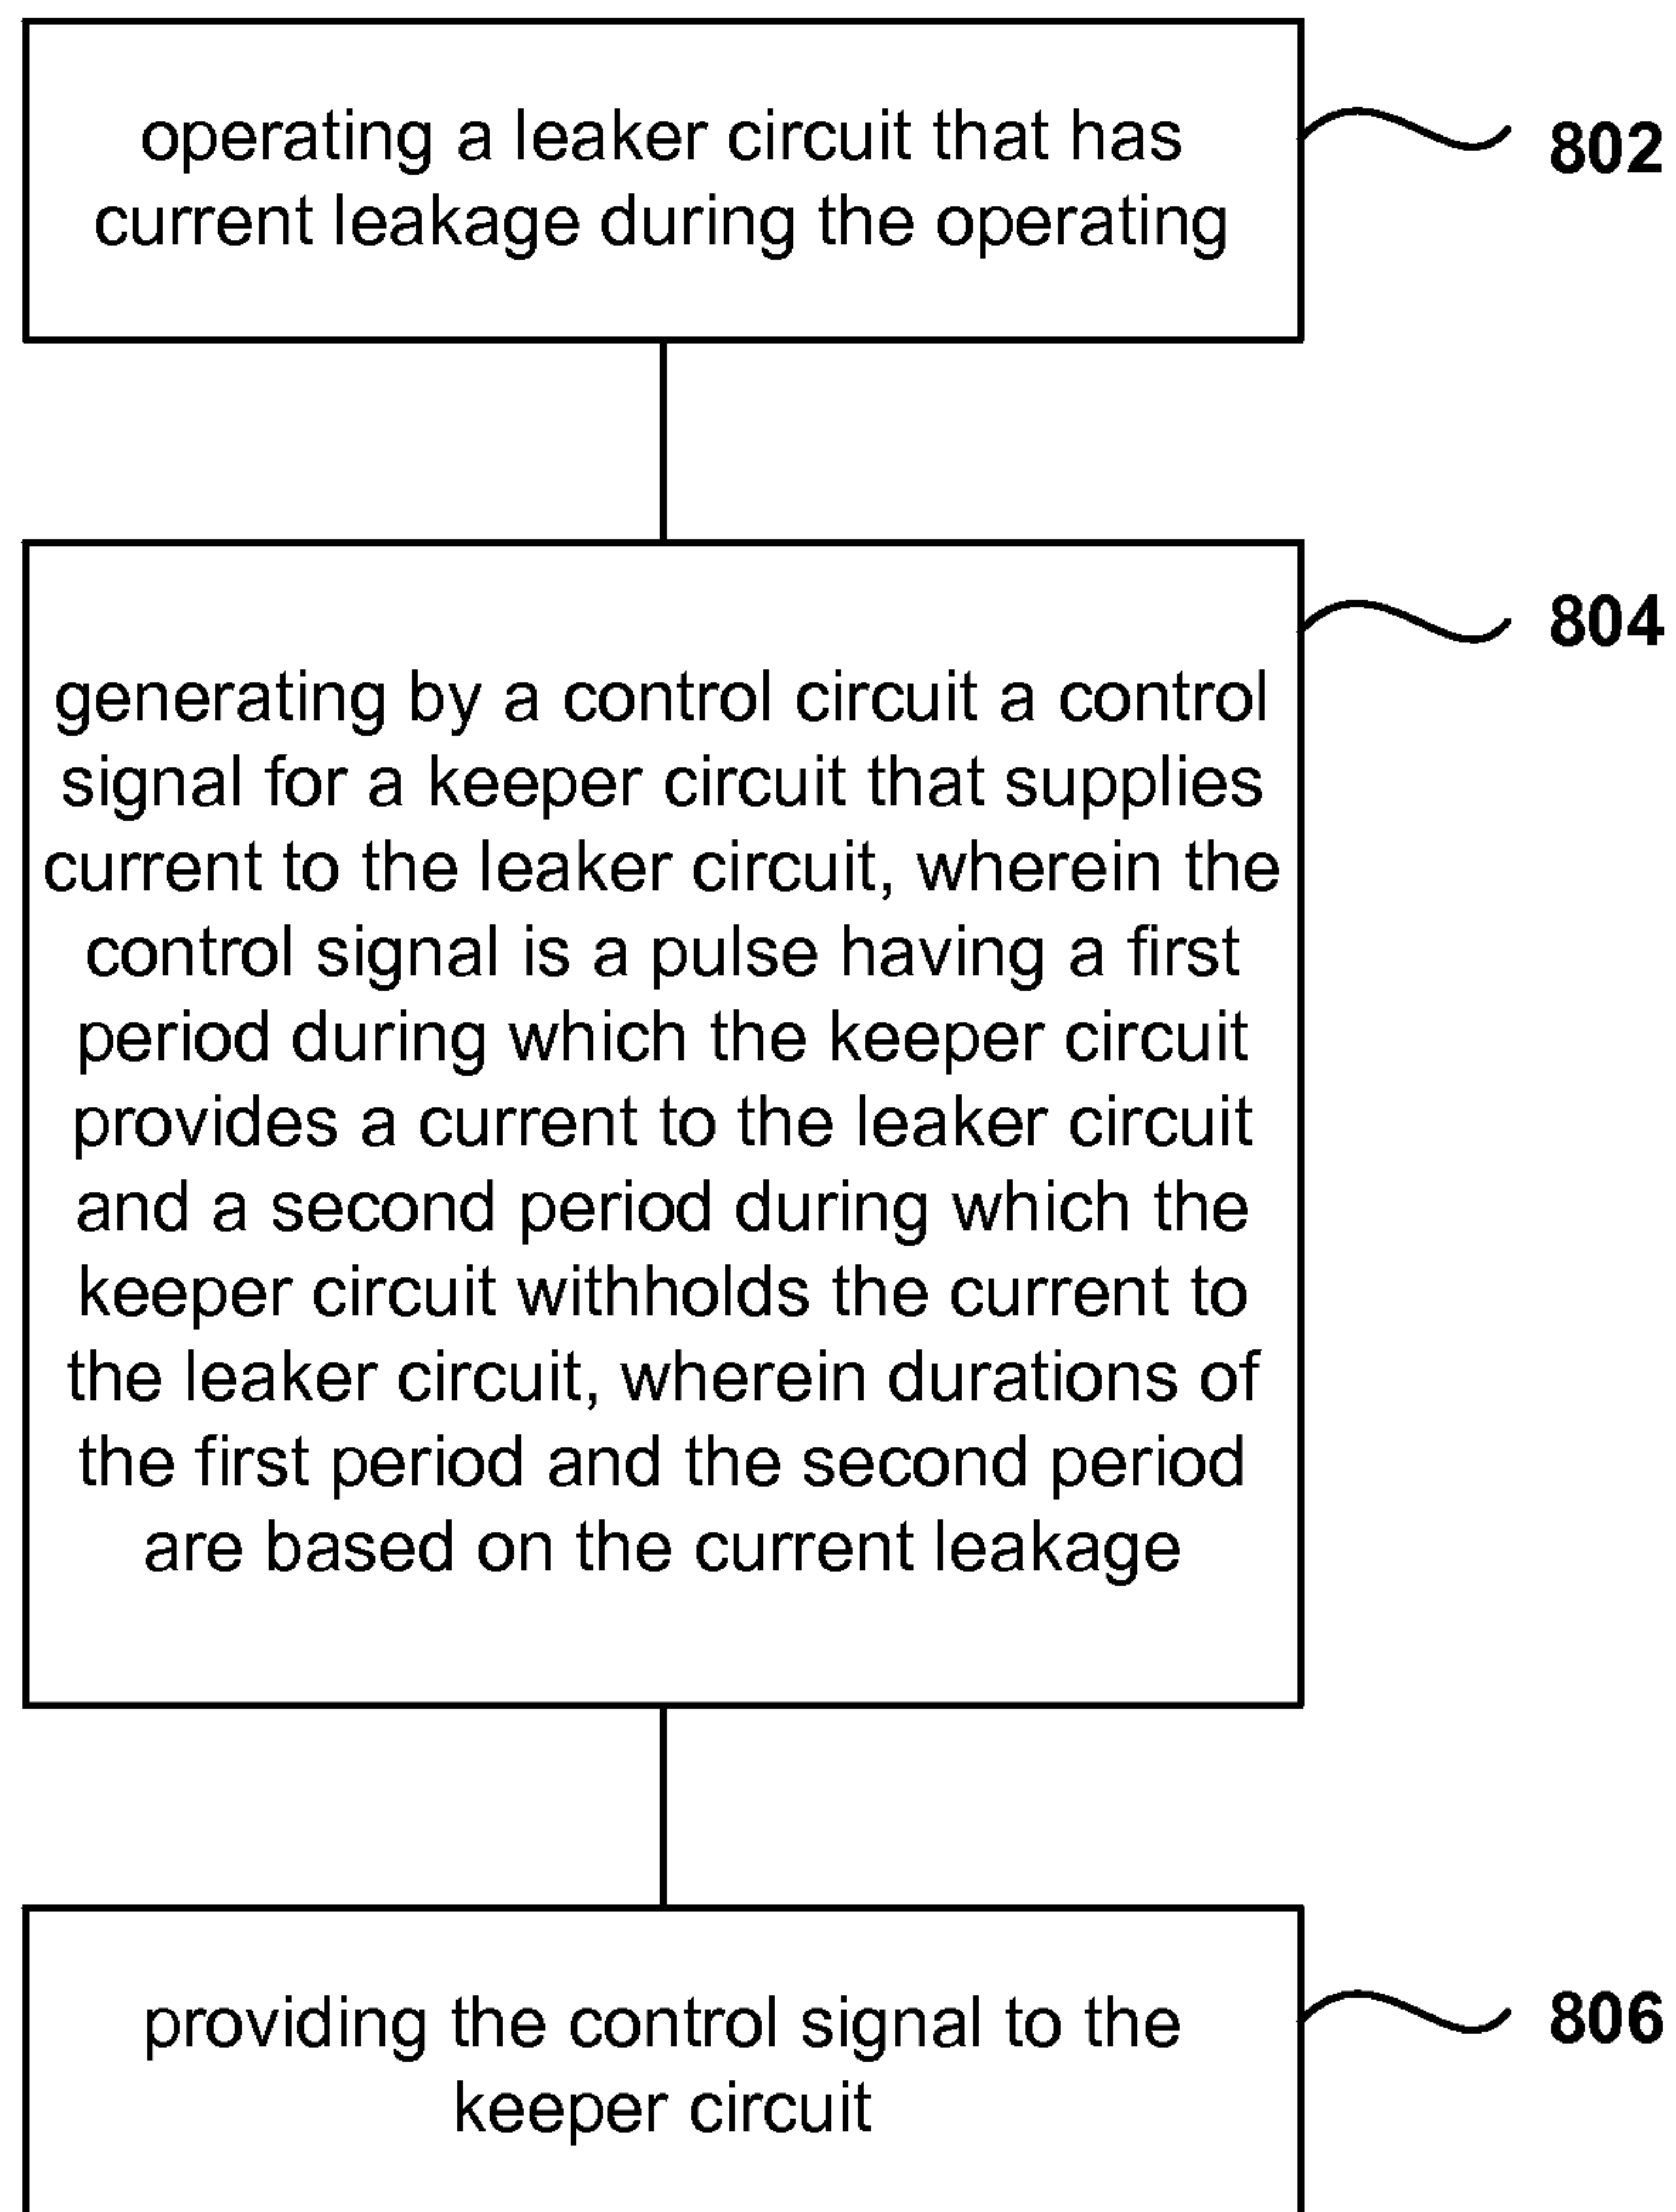 operating a leaker circuit that has
current leakage during the operating
802
804
generating by a control circuit a control
signal for a keeper circuit that supplies
current to the leaker circuit, wherein the
control signal is a pulse having a first
period during which the keeper circuit
provides a current to the leaker circuit
and a second period during which the
keeper circuit withholds the current to
the leaker circuit, wherein durations of
the first period and the second period
are based on the current leakage
806
providing the control signal to the
keeper circuit